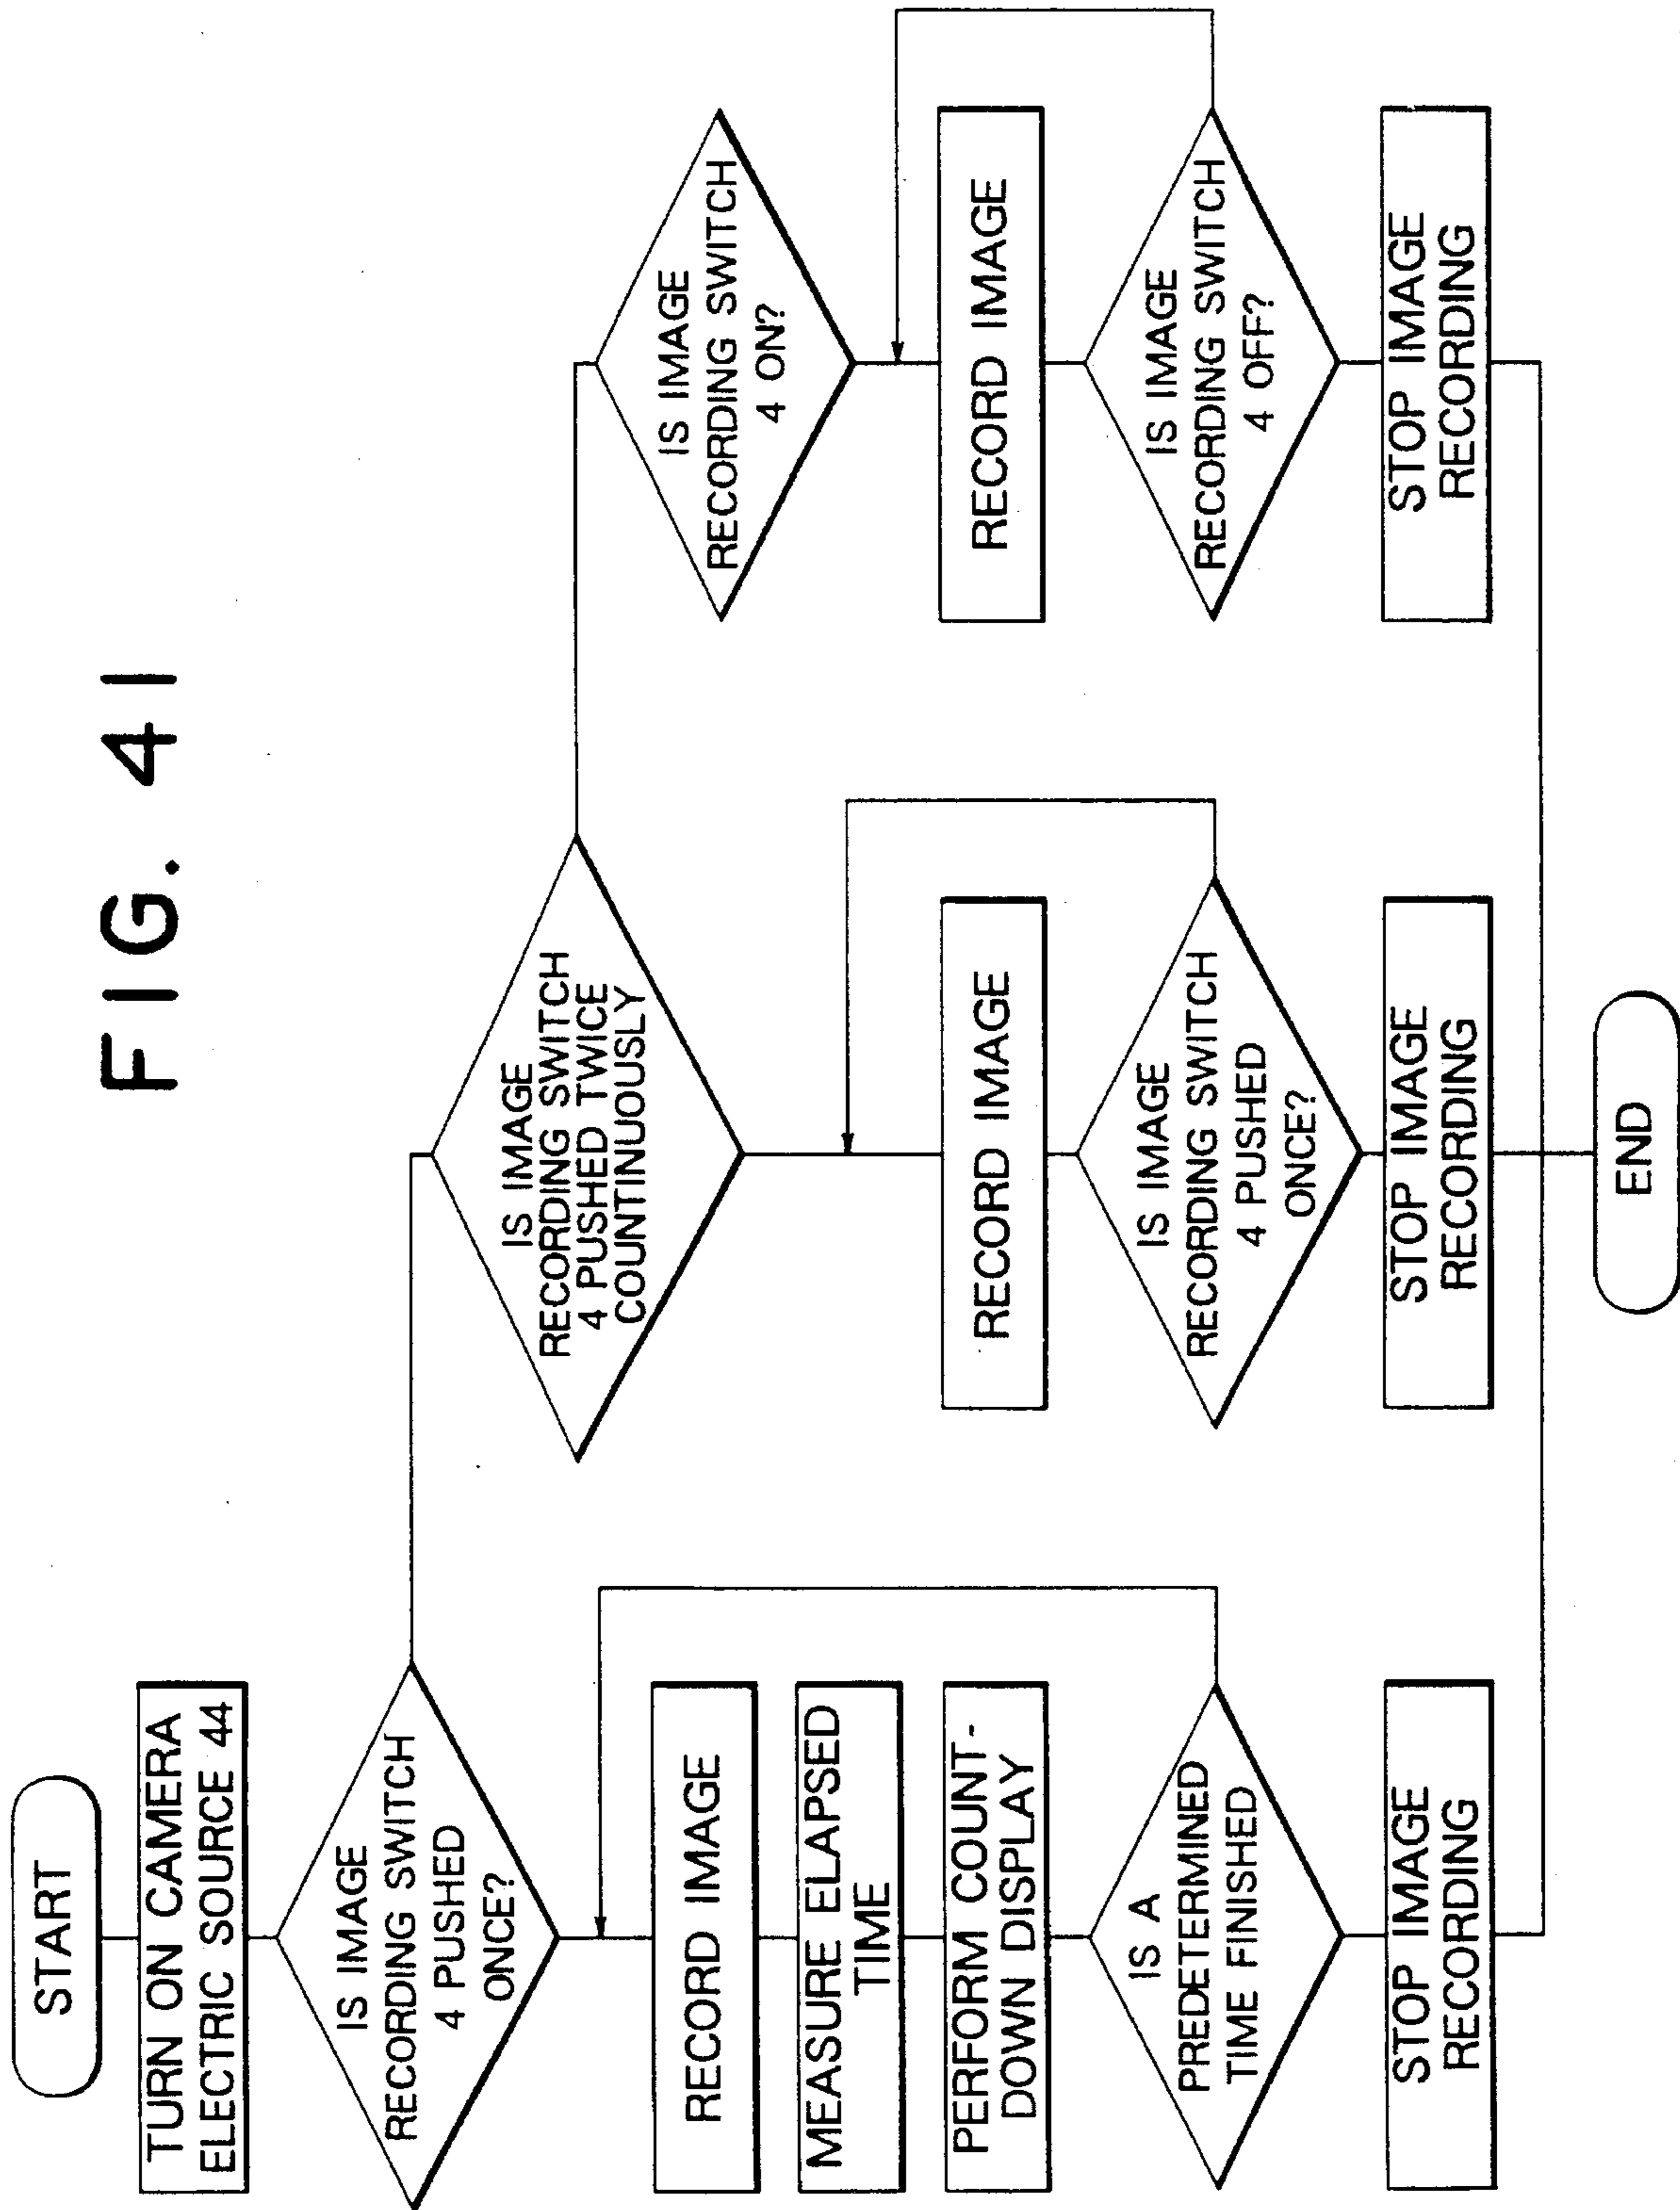 FIG. 41
START
TURN ON CAMERA
ELECTRIC SOURCE 44
IS IMAGE
RECORDING SWITCH
4 PUSHED
ONCE?
RECORD IMAGE
MEASURE ELAPSED
TIME
PERFORM COUNT-
DOWN DISPLAY
IS A
PREDETERMINED
TIME FINISHED
STOP IMAGE
RECORDING
IS IMAGE
RECORDING SWITCH
4 PUSHED TWICE
COUNTINUOUSLY
RECORD IMAGE
IS IMAGE
RECORDING SWITCH
4 PUSHED
ONCE?
STOP IMAGE
RECORDING
IS IMAGE
RECORDING SWITCH
4 ON?
RECORD IMAGE
IS IMAGE
RECORDING SWITCH
4 OFF?
STOP IMAGE
RECORDING
END